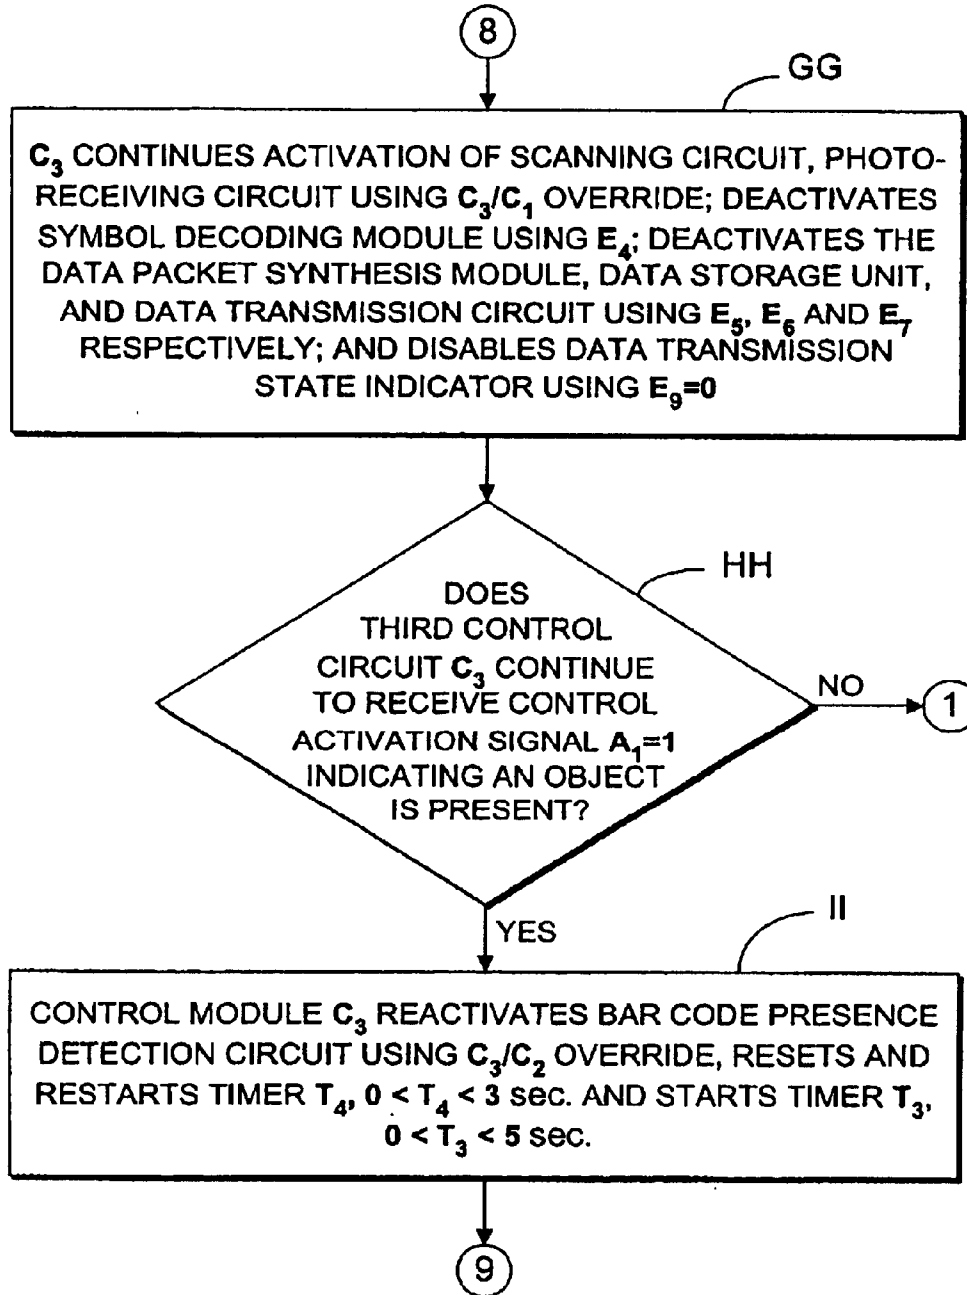 8
GG
C₃ CONTINUES ACTIVATION OF SCANNING CIRCUIT, PHOTO-
RECEIVING CIRCUIT USING C₃/C₁ OVERRIDE; DEACTIVATES
SYMBOL DECODING MODULE USING E₄; DEACTIVATES THE
DATA PACKET SYNTHESIS MODULE, DATA STORAGE UNIT,
AND DATA TRANSMISSION CIRCUIT USING E₅, E₆ AND E₇
RESPECTIVELY; AND DISABLES DATA TRANSMISSION
STATE INDICATOR USING E₉=0
HH
DOES
THIRD CONTROL
CIRCUIT C₃ CONTINUE
TO RECEIVE CONTROL
ACTIVATION SIGNAL A₁=1
INDICATING AN OBJECT
IS PRESENT?
NO
1
YES
II
CONTROL MODULE C₃ REACTIVATES BAR CODE PRESENCE
DETECTION CIRCUIT USING C₃/C₂ OVERRIDE, RESETS AND
RESTARTS TIMER T₄, 0 < T₄ < 3 sec. AND STARTS TIMER T₃,
0 < T₃ < 5 sec.
9